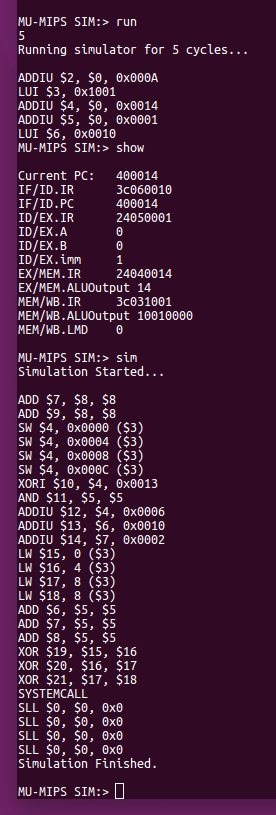 MU-MIPS SIM:> run
5
Running simulator for 5 cycles...
ADDIU $2, $0, 0x000A
LUI $3, 0x1001
ADDIU $4, $0, 0x0014
ADDIU $5, $0, 0x0001
LUI $6, 0x0010
MU-MIPS SIM:> show
Current PC: 400014
IF/ID.IR 3c060010
IF/ID.PC 400014
ID/EX.IR 24050001
ID/EX.A 0
ID/EX.B 0
ID/EX.imm 1
EX/MEM.IR 24040014
EX/MEM.ALUOutput 14
MEM/WB.IR 3c031001
MEM/WB.ALUOutput 10010000
MEM/WB.LMD 0
MU-MIPS SIM:> sim
Simulation Started...
ADD $7, $8, $8
ADD $9, $8, $8
SW $4, 0x0000 ($3)
SW $4, 0x0004 ($3)
SW $4, 0x0008 ($3)
SW $4, 0x000C ($3)
XORI $10, $4, 0x0013
AND $11, $5, $5
ADDIU $12, $4, 0x0006
ADDIU $13, $6, 0x0010
ADDIU $14, $7, 0x0002
LW $15, 0 ($3)
LW $16, 4 ($3)
LW $17, 8 ($3)
LW $18, 8 ($3)
ADD $6, $5, $5
ADD $7, $5, $5
ADD $8, $5, $5
XOR $19, $15, $16
XOR $20, $16, $17
XOR $21, $17, $18
SYSTEMCALL
SLL $0, $0, 0x0
SLL $0, $0, 0x0
SLL $0, $0, 0x0
SLL $0, $0, 0x0
Simulation Finished.
MU-MIPS SIM:>